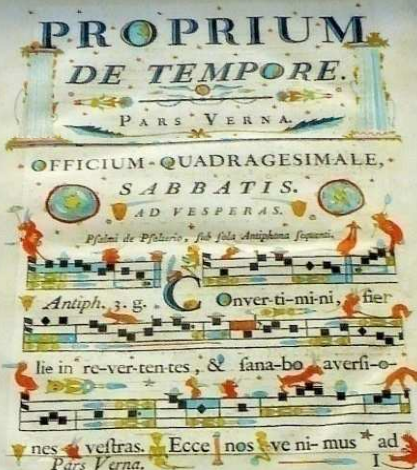 PROPRIUM
DE TEMPORE.
PARS VERNA.
OFFICIUM-QUADRAGESIMALE,
SABBATIS.
AD VESPERAS.
Pſalmi de Pſalterio, ſub ſola Antiphona ſequenti.
Antiph. 3. g. COnver-ti-mi-ni, fier
lie in re-ver-ten-tes, & ſana-bo averſi-o-
nes veſtras. Ecce nos ve ni-mus * ad
Pars Verna. I